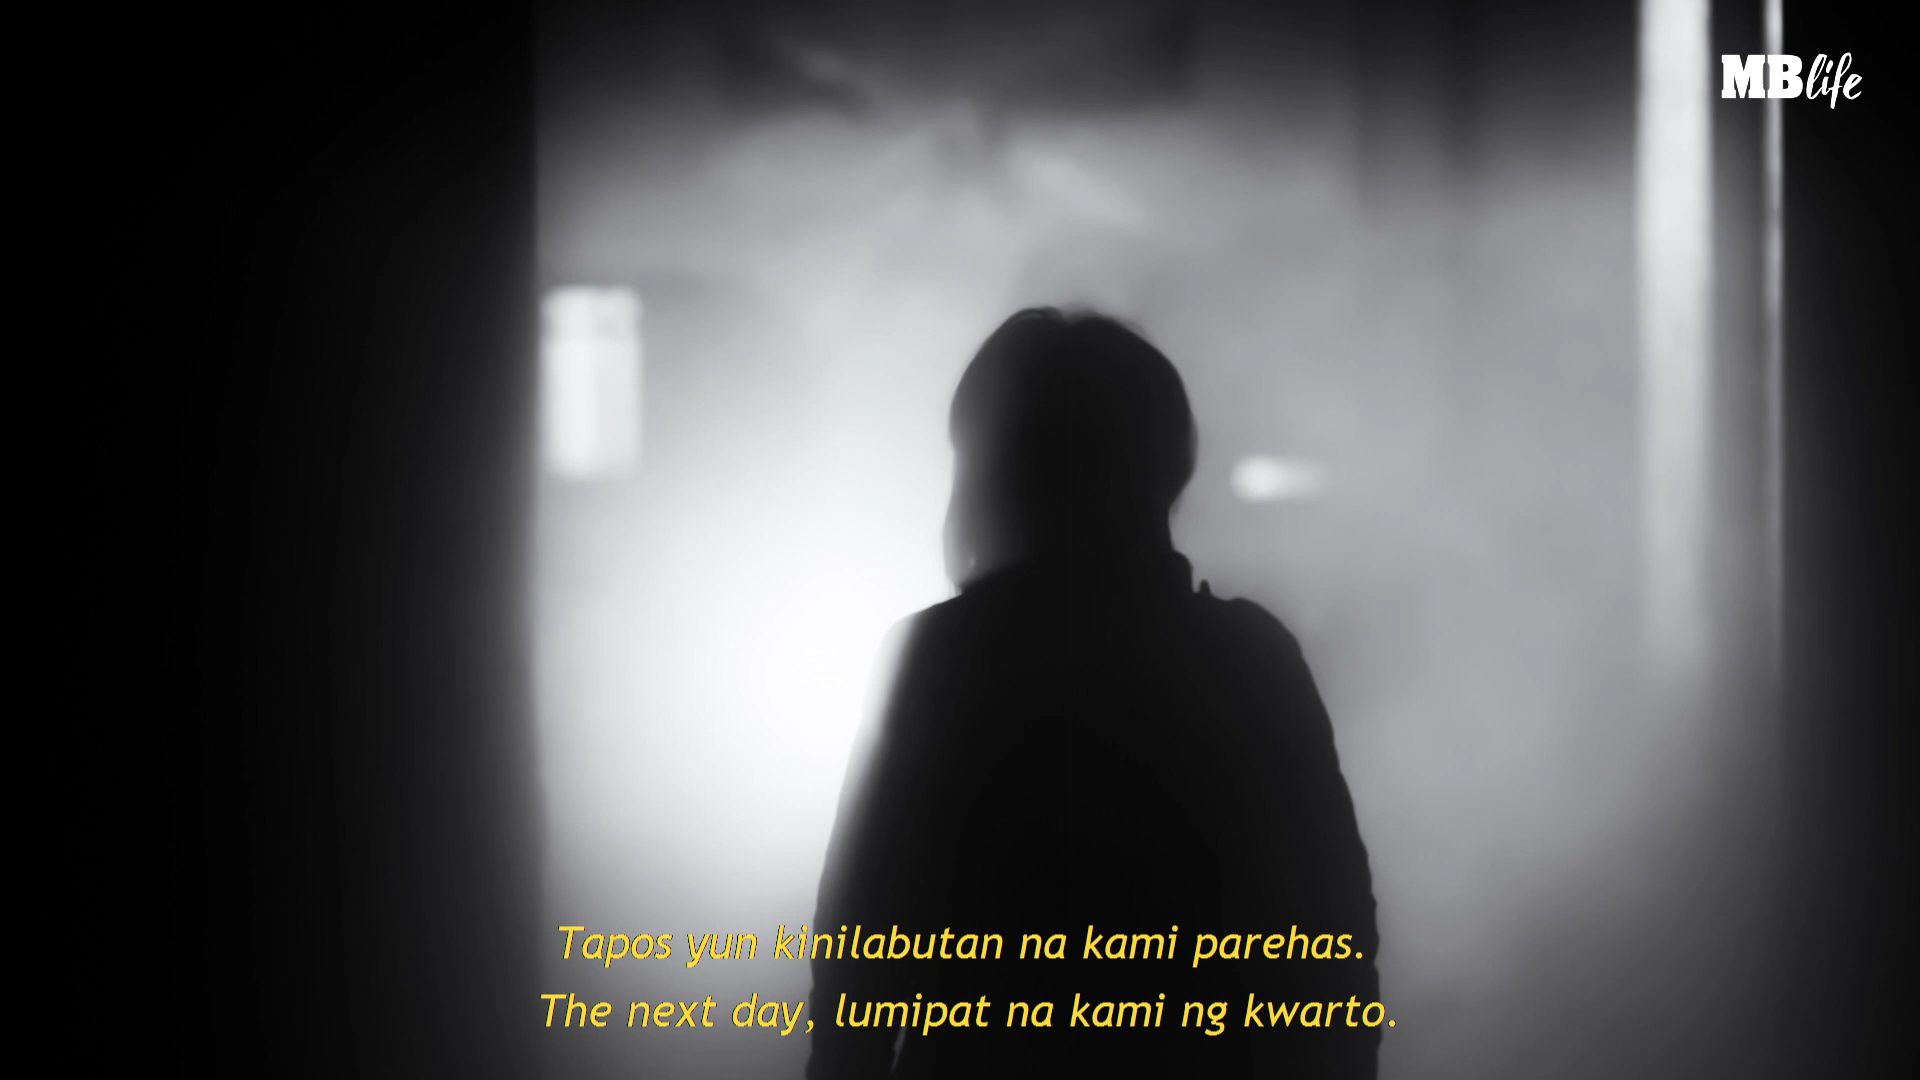 MBlife
Tapos yun kinilabutan na kami parehas.
The next day, lumipat na kami ng kwarto.